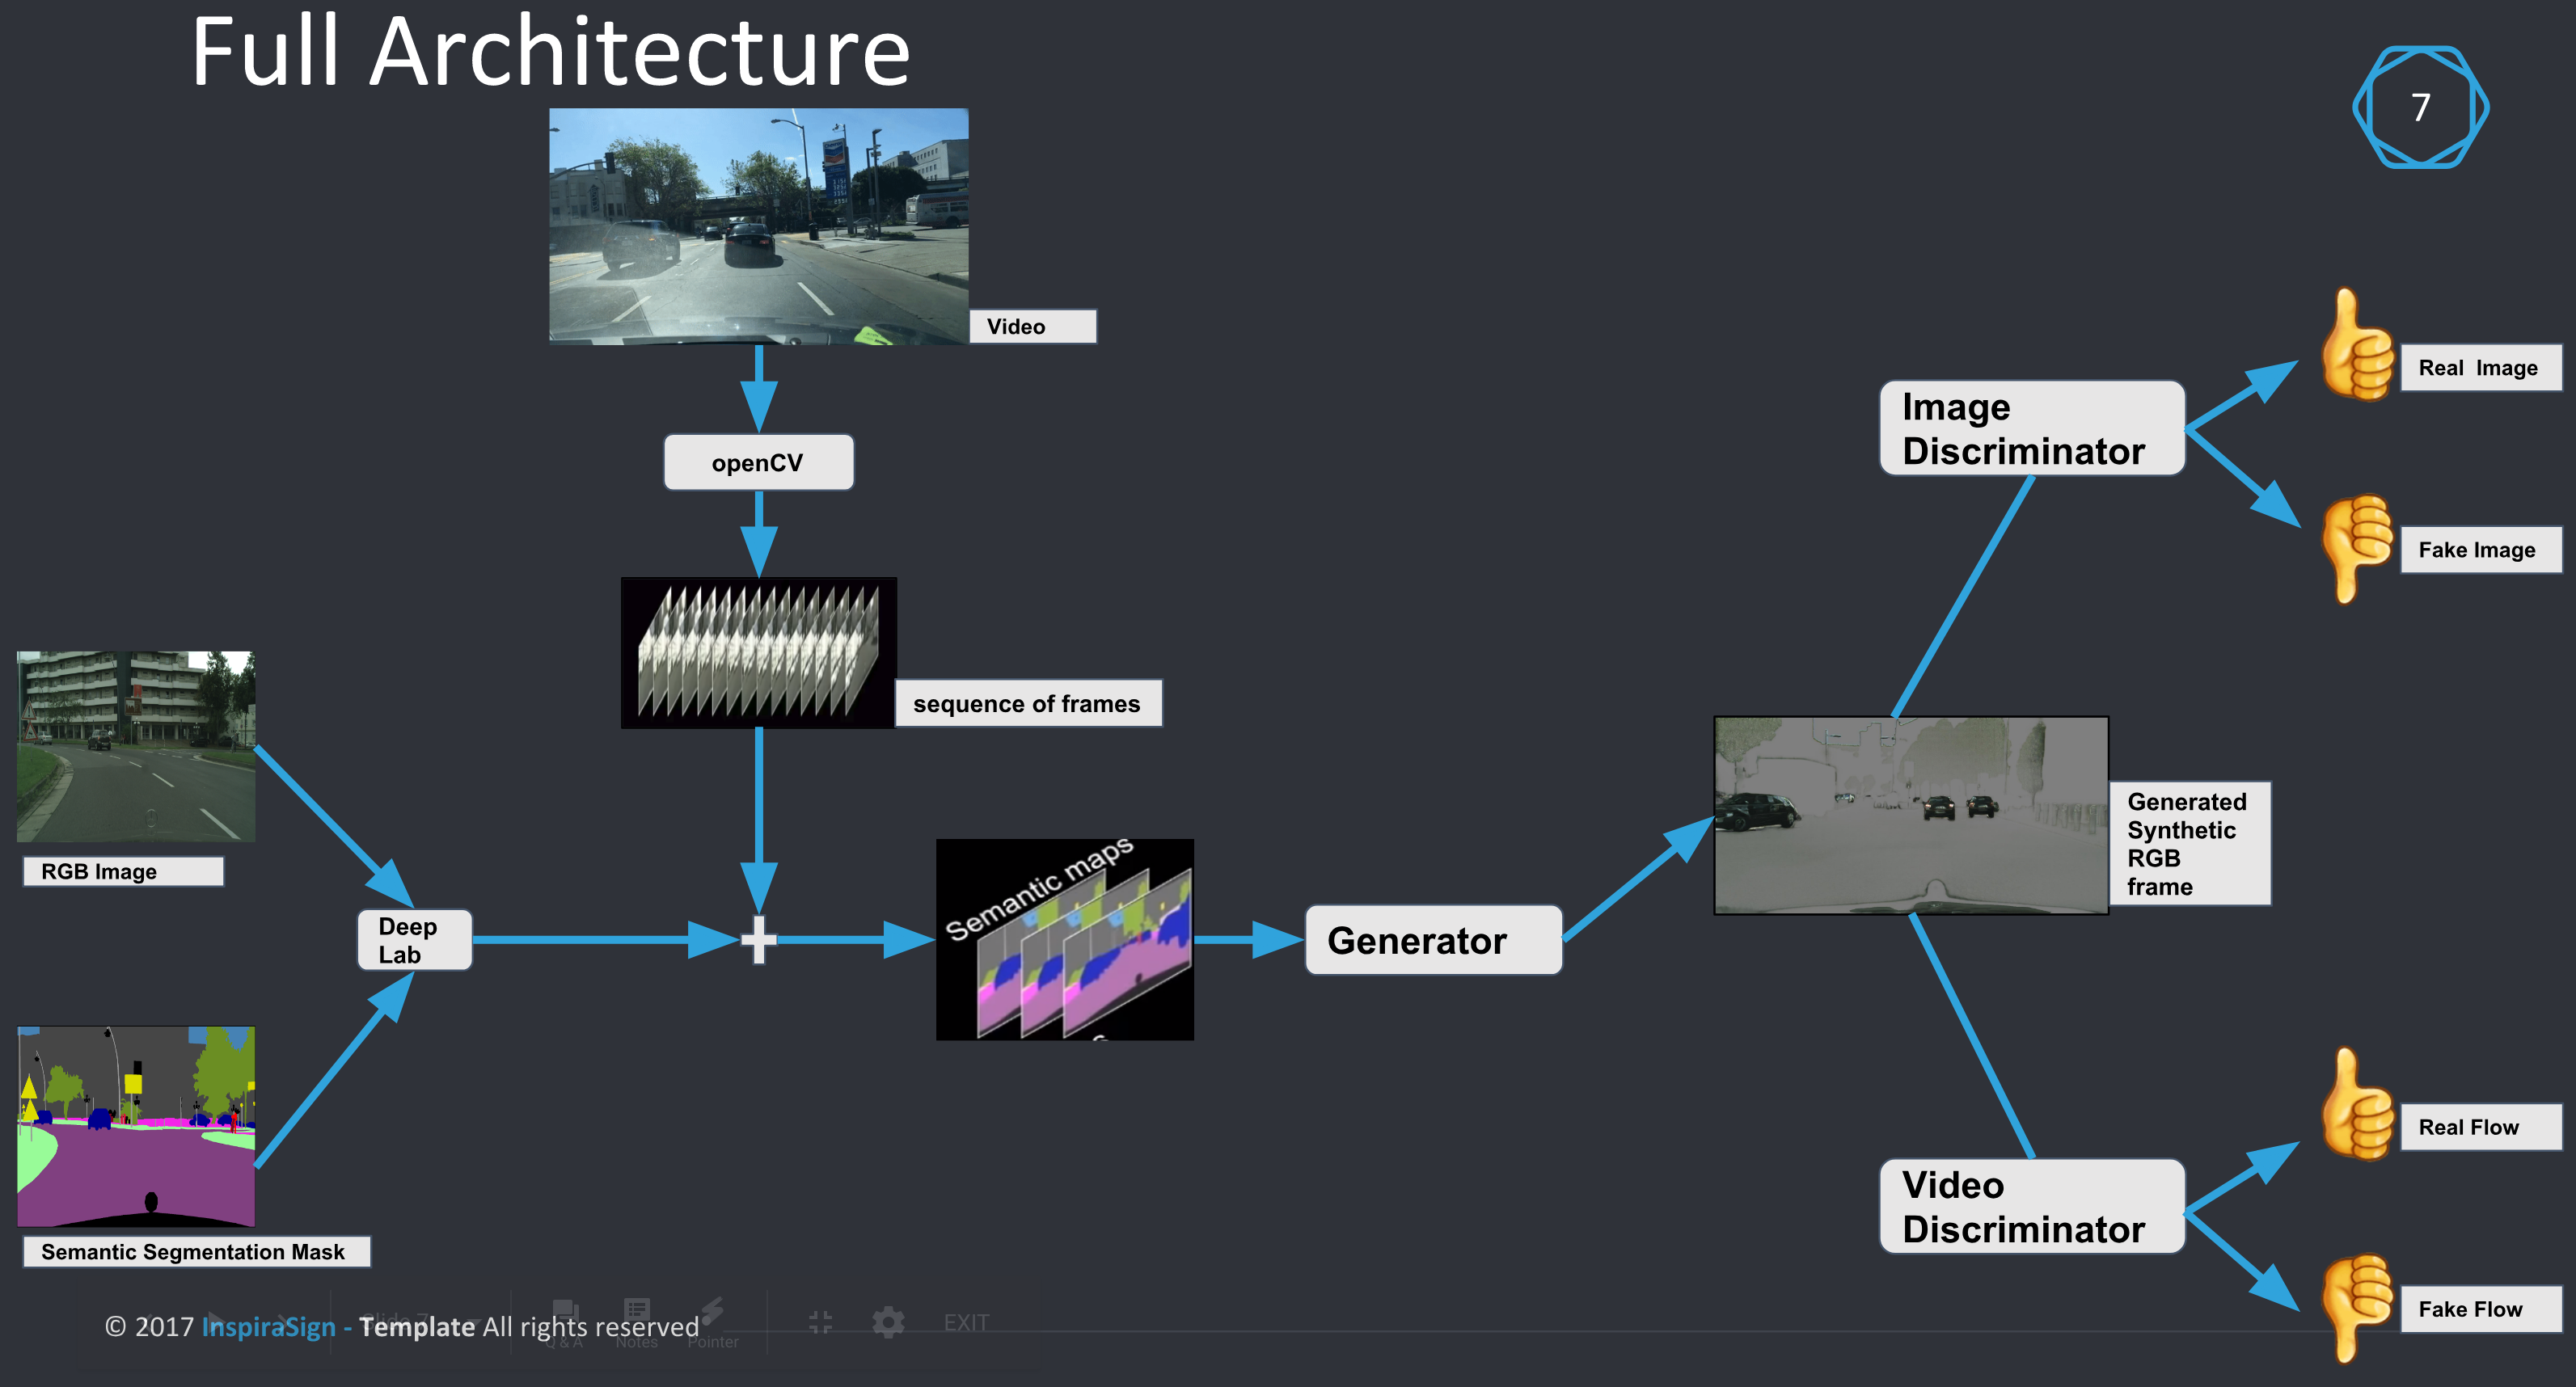 Full Architecture
7
Video
openCV
sequence of frames
RGB Image
Deep
Lab
Semantic Segmentation Mask
Semantic maps
Generator
Generated
Synthetic
RGB
frame
Image
Discriminator
Real  Image
Fake Image
Video
Discriminator
Real Flow
Fake Flow
© 2017 InspiraSign - Template All rights reserved
Slide 7
Q & A
Notes
Pointer
EXIT